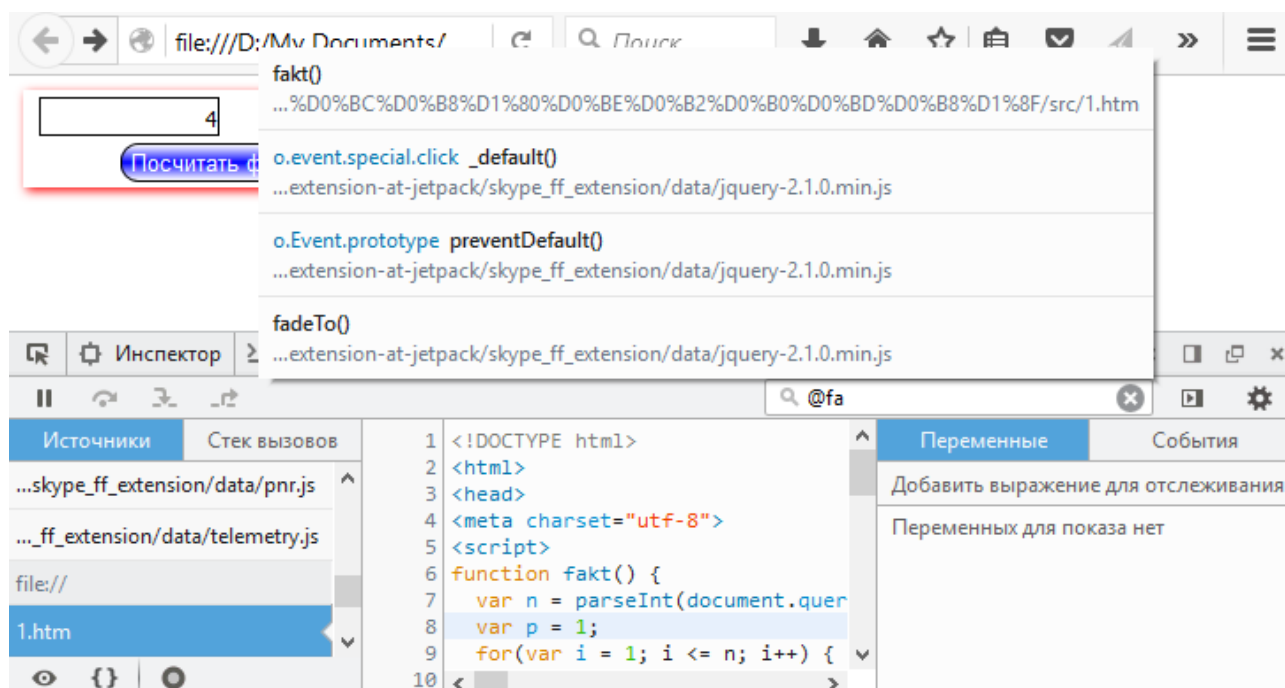 file:///D:/My Documents/
Поиск
4
Посчитать ф
fakt()
...%D0%BC%D0%B8%D1%80%D0%BE%D0%B2%D0%B0%D0%BD%D0%B8%D1%8F/src/1.htm
o.event.special.click _default()
...extension-at-jetpack/skype_ff_extension/data/jquery-2.1.0.min.js
o.Event.prototype preventDefault()
...extension-at-jetpack/skype_ff_extension/data/jquery-2.1.0.min.js
fadeTo()
...extension-at-jetpack/skype_ff_extension/data/jquery-2.1.0.min.js
Инспектор
@fa
Источники Стек вызовов
...skype_ff_extension/data/pnr.js
..._ff_extension/data/telemetry.js
file://
1.htm
1 <!DOCTYPE html>
2 <html>
3 <head>
4 <meta charset="utf-8">
5 <script>
6 function fakt() {
7 var n = parseInt(document.quer
8 var p = 1;
9 for(var i = 1; i <= n; i++) {
10
Переменные События
Добавить выражение для отслеживания
Переменных для показа нет